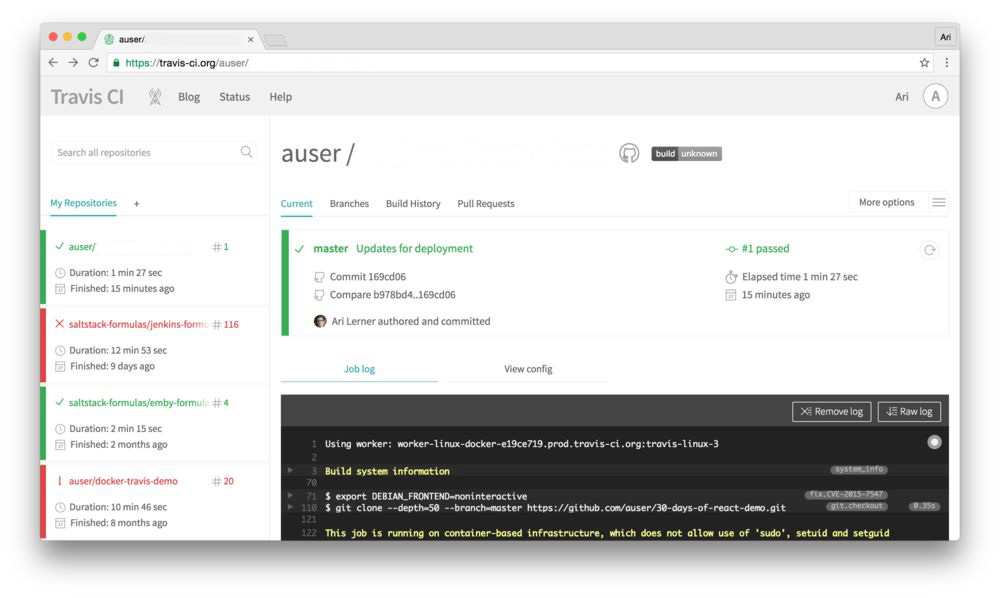 auser/
Ari
https://travis-ci.org/auser/
Travis CI Blog Status Help Ari A
Search all repositories
My Repositories +
auser/ # 1
Duration: 1 min 27 sec
Finished: 15 minutes ago
saltstack-formulas/jenkins-formu # 116
Duration: 12 min 53 sec
Finished: 9 days ago
saltstack-formulas/emby-formula # 4
Duration: 2 min 15 sec
Finished: 2 months ago
auser/docker-travis-demo # 20
Duration: 10 min 46 sec
Finished: 8 months ago
auser / build unknown
Current Branches Build History Pull Requests More options
master Updates for deployment #1 passed
Commit 169cd06 Elapsed time 1 min 27 sec
Compare b978bd4..169cd06 15 minutes ago
Ari Lerner authored and committed
Job log View config
Remove log Raw log
1 Using worker: worker-linux-docker-e19ce719.prod.travis-ci.org:travis-linux-3
2
3 Build system information system_info
70
71 $ export DEBIAN_FRONTEND=noninteractive fix.CVE-2015-7547
110 $ git clone --depth=50 --branch=master https://github.com/auser/30-days-of-react-demo.git git.checkout 0.35s
121
122 This job is running on container-based infrastructure, which does not allow use of 'sudo', setuid and setguid